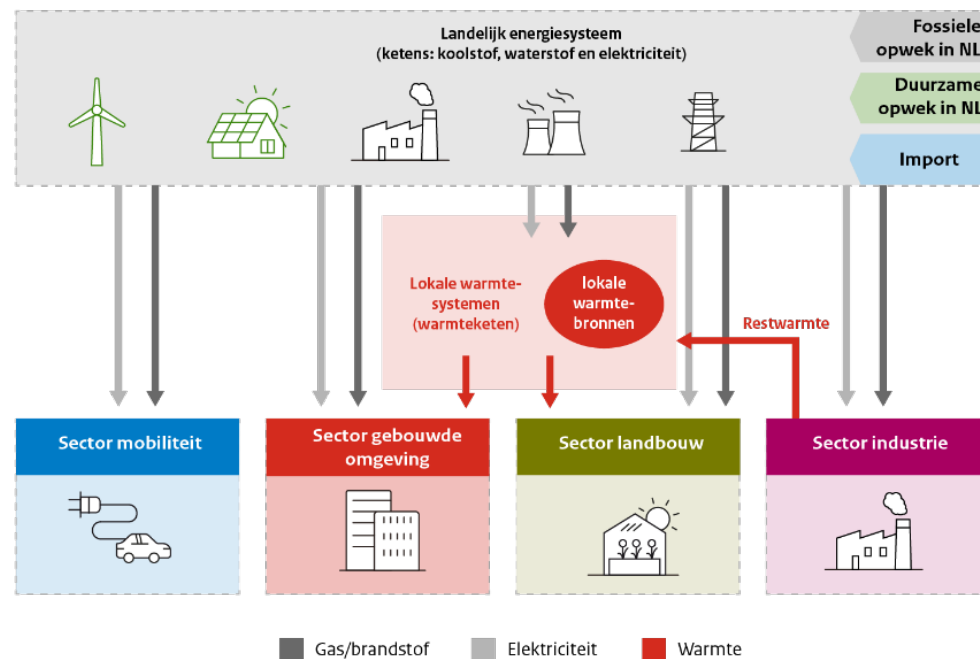 Landelijk energiesysteem
(ketens: koolstof, waterstof en elektriciteit)
Fossiele
opwek in NL
Duurzame
opwek in NL
Import
Lokale warmte-
systemen
(warmteketen)
lokale
warmte-
bronnen
Restwarmte
Sector mobiliteit
Sector gebouwde
omgeving
Sector landbouw
Sector industrie
Gas/brandstof
Elektriciteit
Warmte